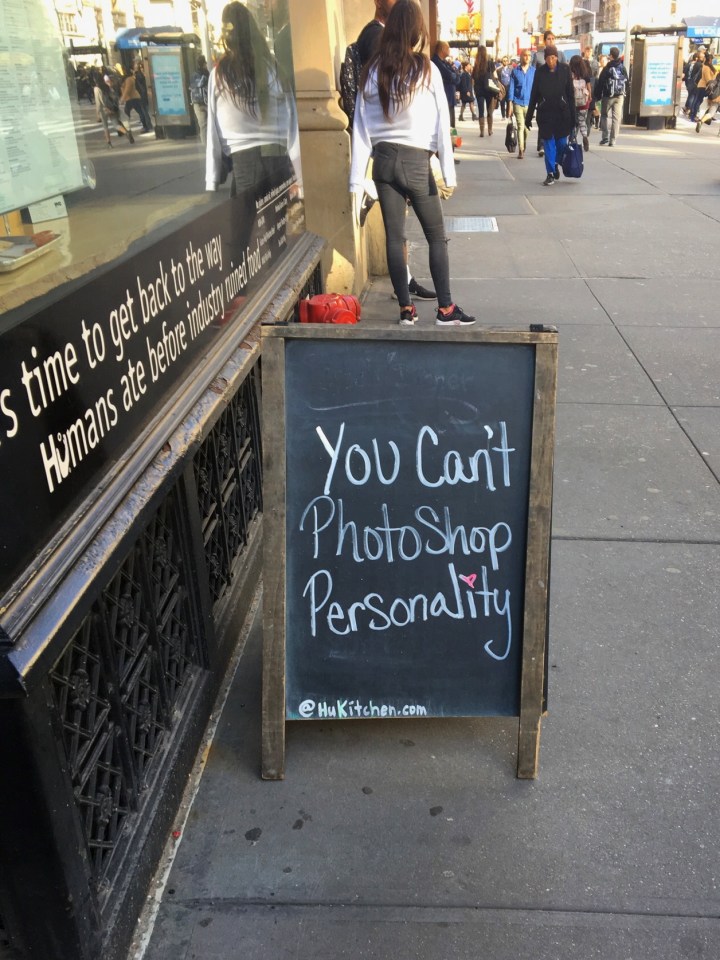 s time to get back to the way
Humans ate before industry ruined food
You Can't
PhotoShop
Personality
@HuKitchen.com